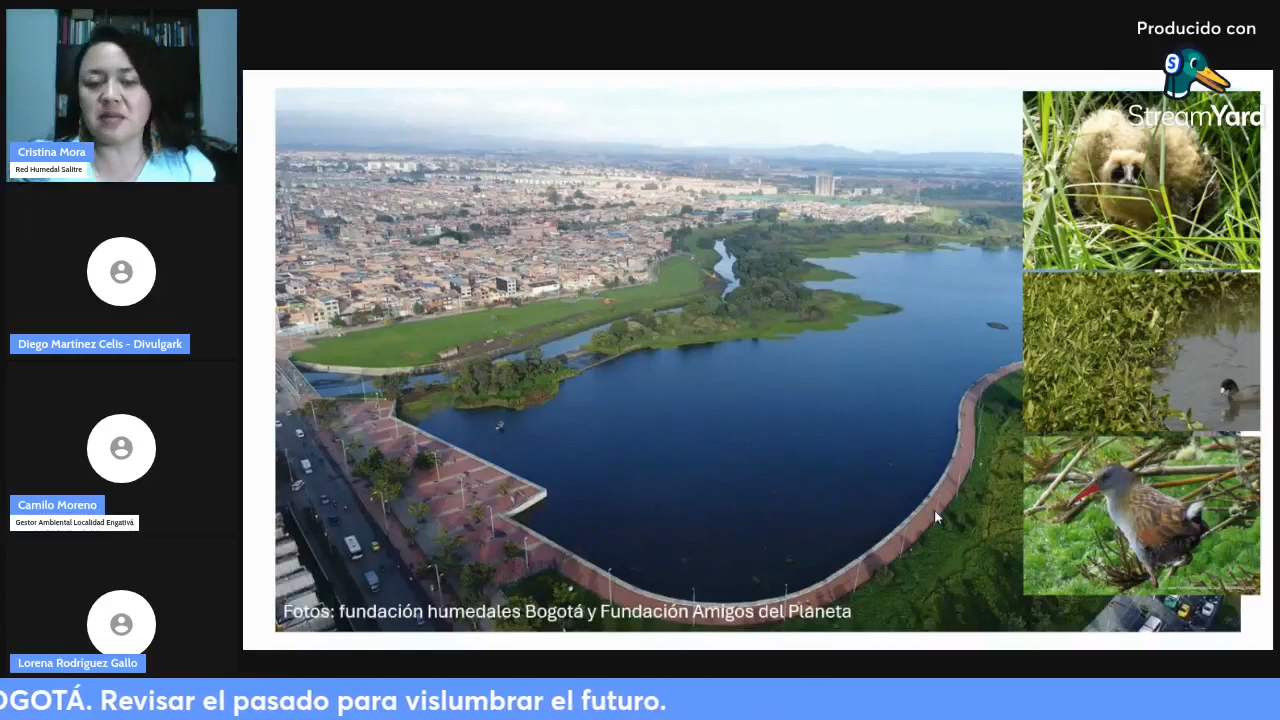 Producido con
StreamYard
Cristina Mora
Red Humedal Salitre
Diego Martínez Celis - Divulgark
Camilo Moreno
Gestor Ambiental Localidad Engativá
Lorena Rodríguez Gallo
Fotos: fundación humedales Bogotá y Fundación Amigos del Planeta
OGOTÁ. Revisar el pasado para vislumbrar el futuro.